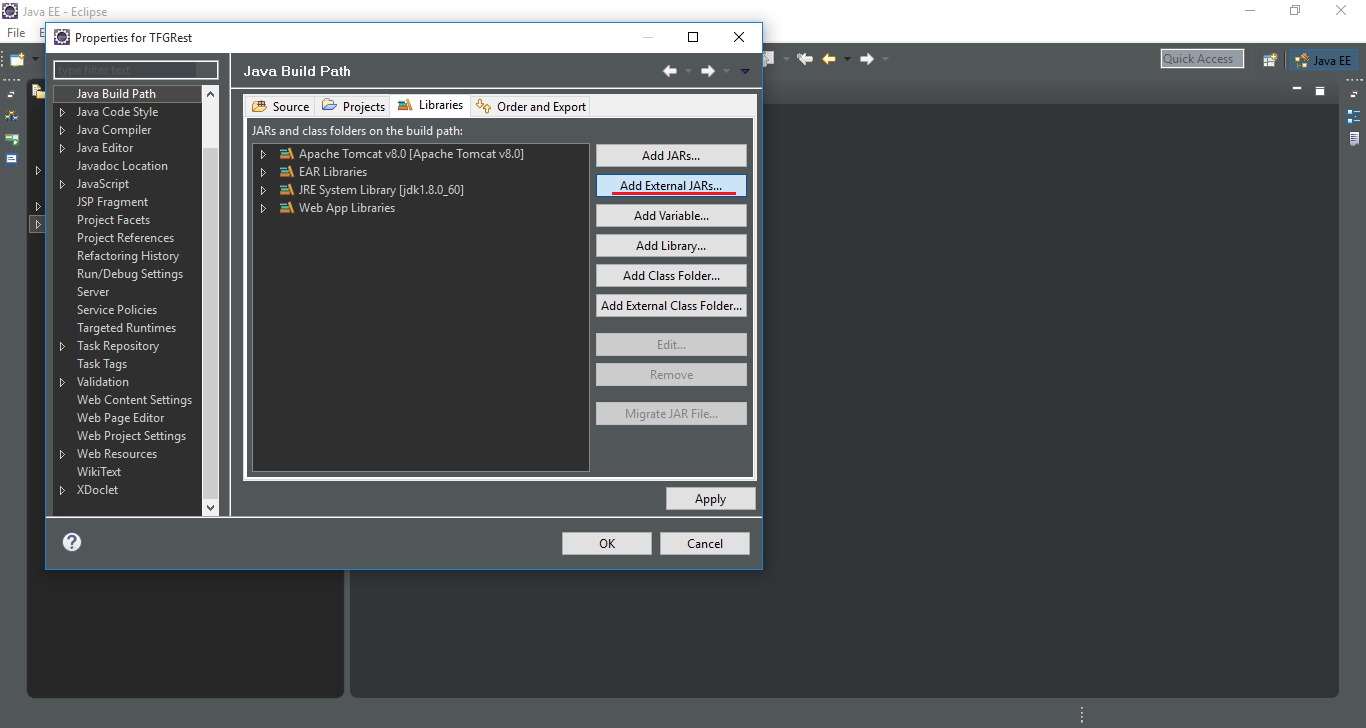 Java EE - Eclipse
File E
Quick Access
Java EE
Properties for TFGRest
type filter text
Java Build Path
Java Code Style
Java Compiler
Java Editor
Javadoc Location
JavaScript
JSP Fragment
Project Facets
Project References
Refactoring History
Run/Debug Settings
Server
Service Policies
Targeted Runtimes
Task Repository
Task Tags
Validation
Web Content Settings
Web Page Editor
Web Project Settings
Web Resources
WikiText
XDoclet
Java Build Path
Source Projects Libraries Order and Export
JARs and class folders on the build path:
Apache Tomcat v8.0 [Apache Tomcat v8.0]
EAR Libraries
JRE System Library [jdk1.8.0_60]
Web App Libraries
Add JARs...
Add External JARs...
Add Variable...
Add Library...
Add Class Folder...
Add External Class Folder...
Edit...
Remove
Migrate JAR File...
Apply
OK Cancel